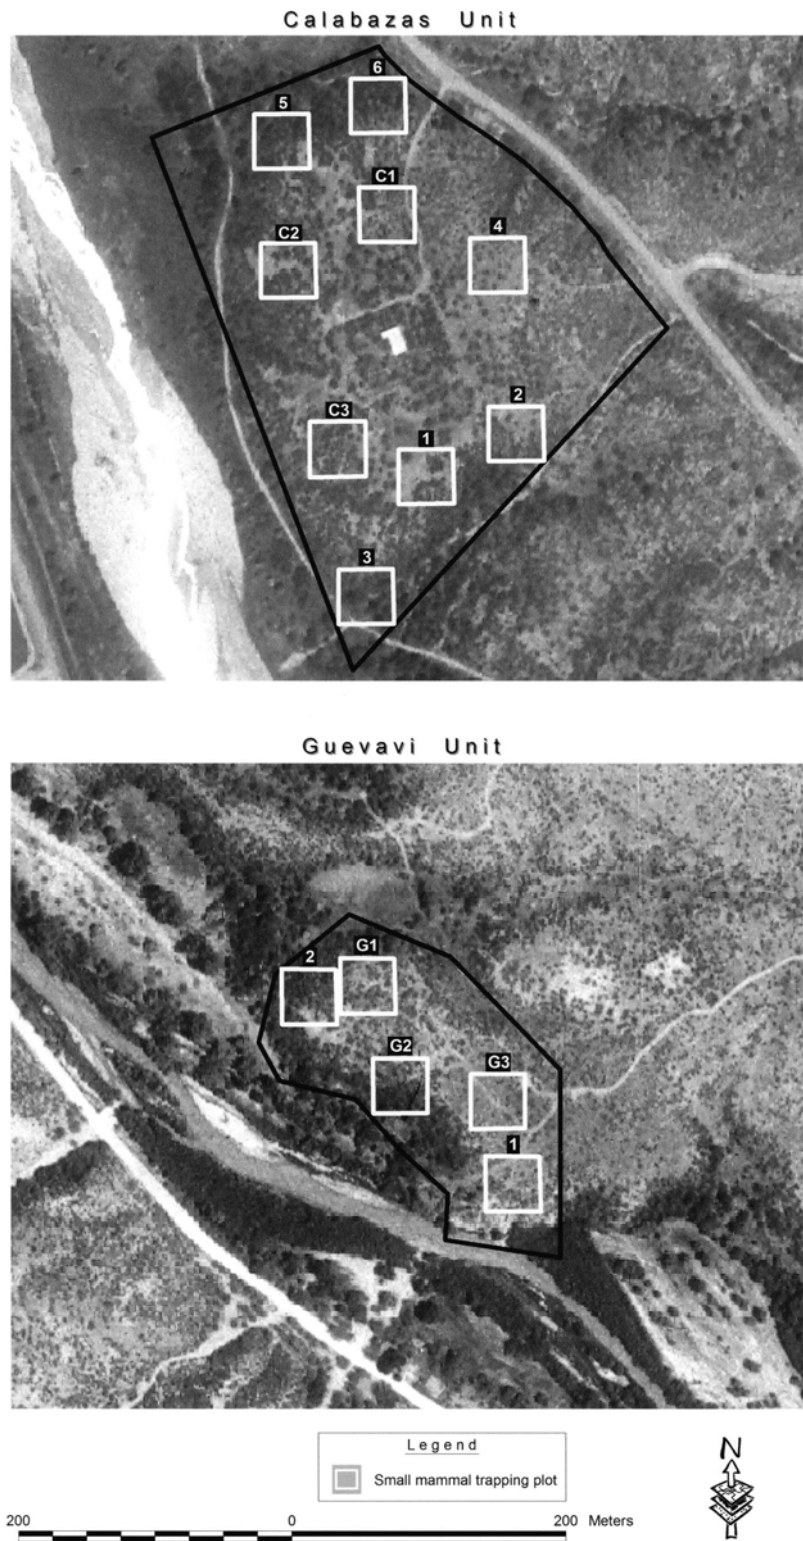 Calabazas Unit
6
5
C1
C2
4
C3
2
1
3
Guevavi Unit
G1
2
G2
G3
1
Legend
Small mammal trapping plot
N
200 0 200 Meters